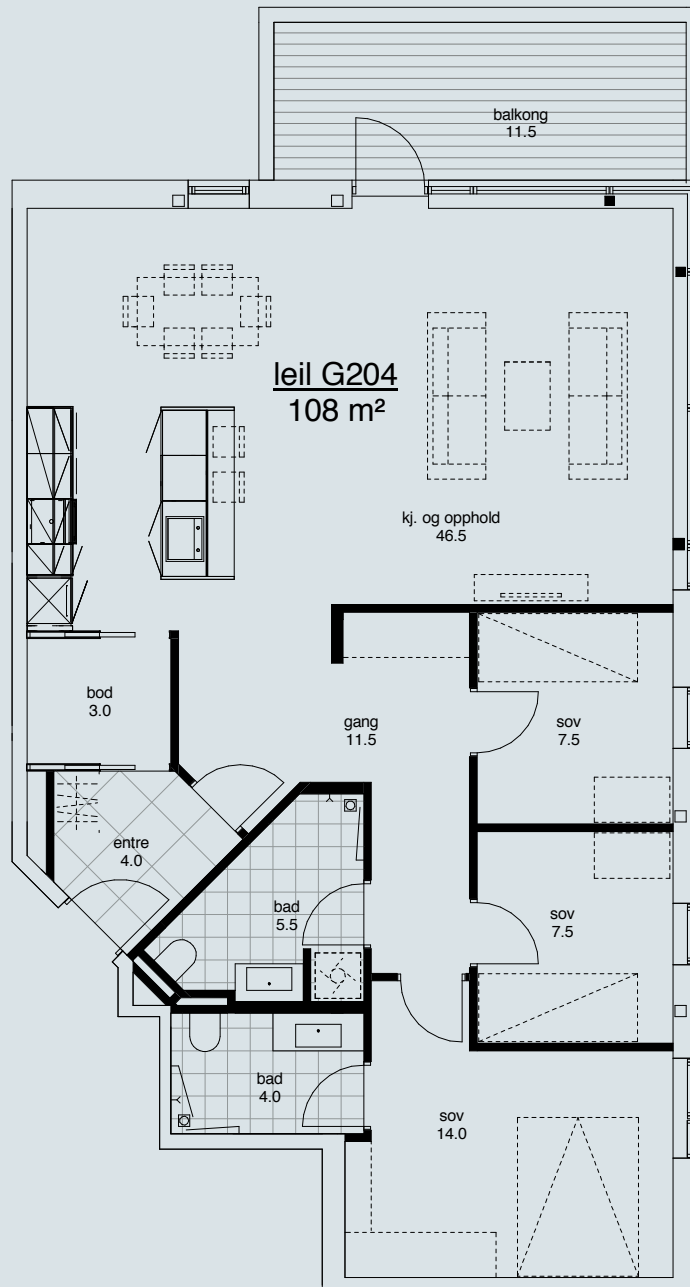 balkong
11.5
leil G204
108 m²
kj. og opphold
46.5
bod
3.0
gang
11.5
sov
7.5
entre
4.0
bad
5.5
sov
7.5
bad
4.0
sov
14.0